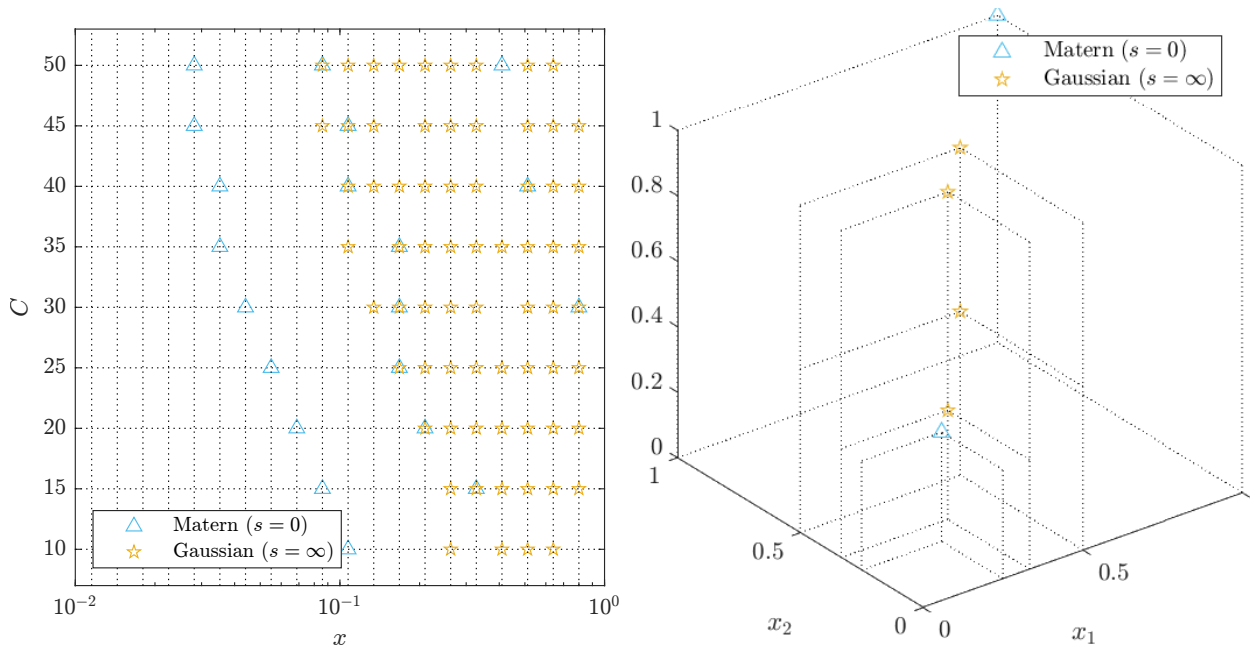 50
45
40
35
30
25
20
15
10
C
10⁻²
10⁻¹
10⁰
x
Matern (s = 0)
Gaussian (s = ∞)
Matern (s = 0)
Gaussian (s = ∞)
1
0.8
0.6
0.4
0.2
0
1
0.5
0
x₂
0
0.5
x₁